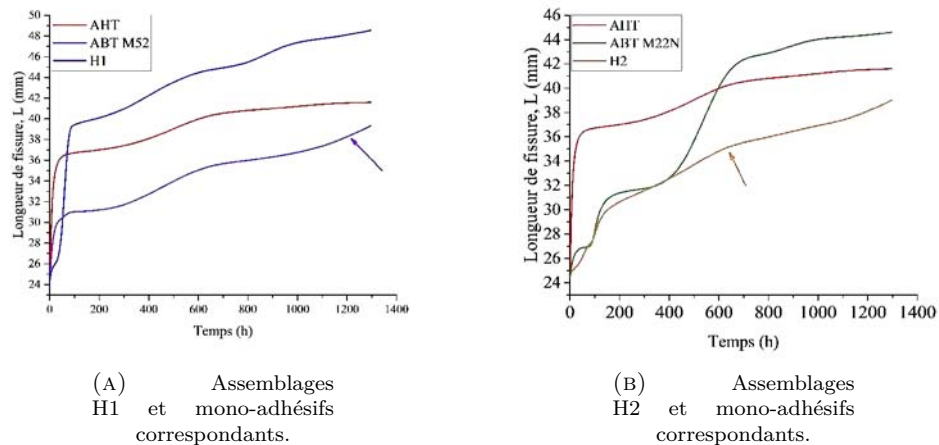 50
48
46
44
42
40
38
36
34
32
30
28
26
24
Longueur de fissure, L (mm)
AHT
ABT M52
H1
0 200 400 600 800 1000 1200 1400
Temps (h)
(A) Assemblages
H1 et mono-adhésifs
correspondants.
46
44
42
40
38
36
34
32
30
28
26
24
Longueur de fissure, L (mm)
AHT
ABT M22N
H2
0 200 400 600 800 1000 1200 1400
Temps (h)
(B) Assemblages
H2 et mono-adhésifs
correspondants.